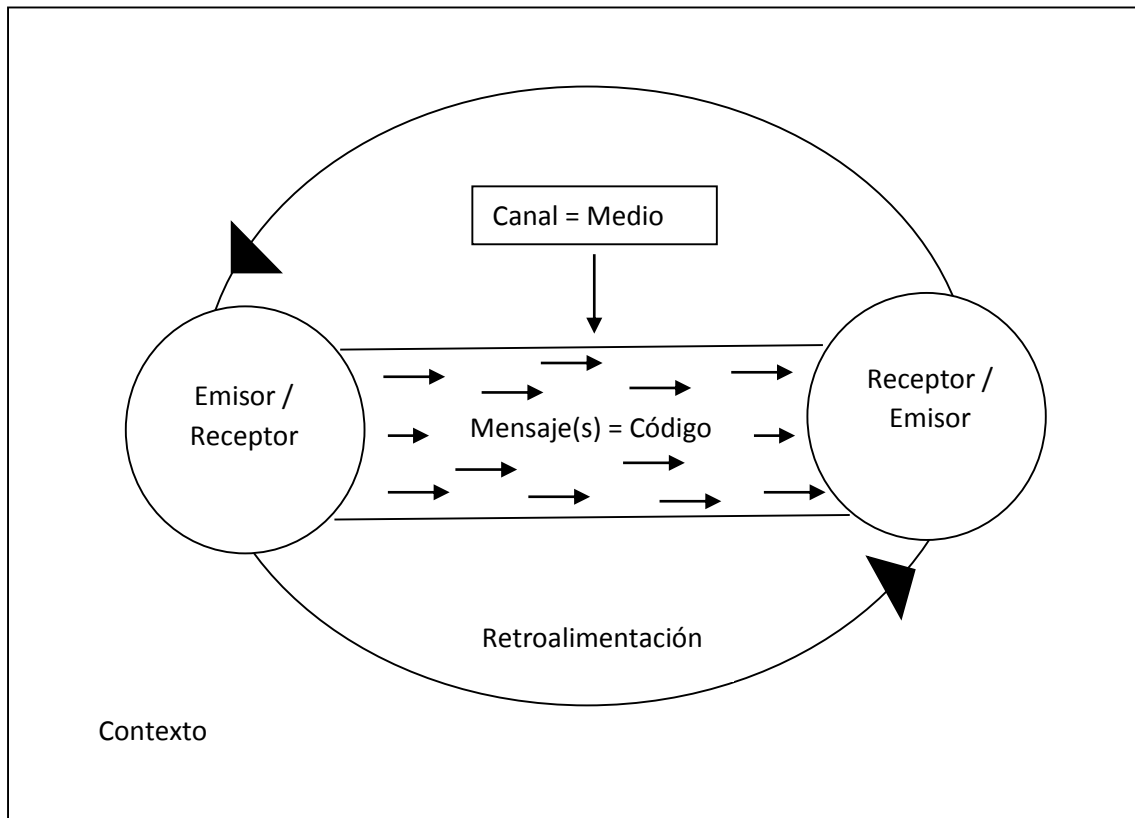 Canal = Medio
Emisor /
Receptor
Receptor /
Emisor
Mensaje(s) = Código
Retroalimentación
Contexto